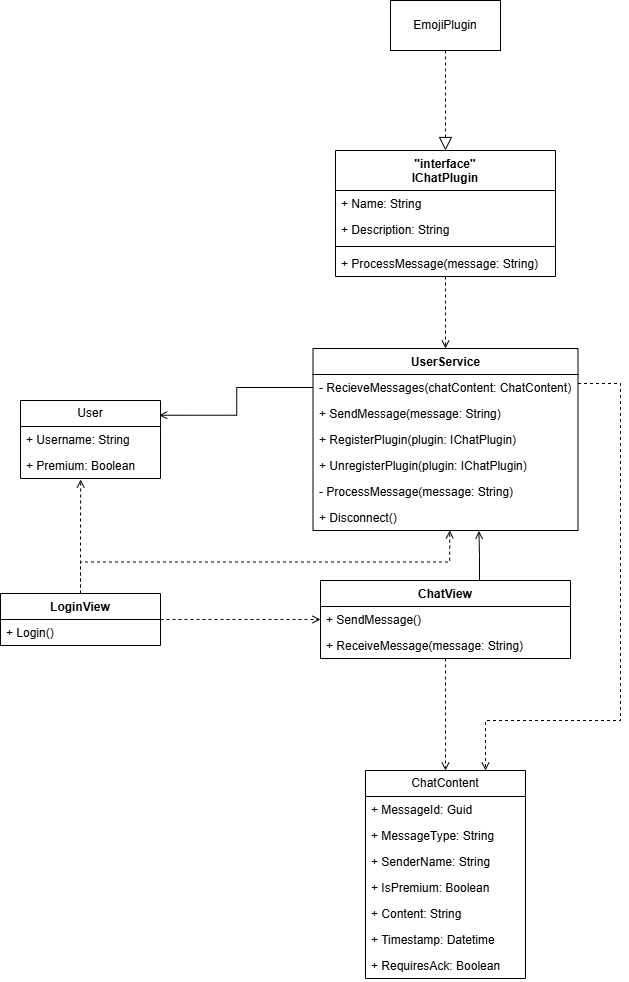 EmojiPlugin
"interface"
IChatPlugin
+ Name: String
+ Description: String
+ ProcessMessage(message: String)
UserService
- RecieveMessages(chatContent: ChatContent)
+ SendMessage(message: String)
+ RegisterPlugin(plugin: IChatPlugin)
+ UnregisterPlugin(plugin: IChatPlugin)
- ProcessMessage(message: String)
+ Disconnect()
User
+ Username: String
+ Premium: Boolean
LoginView
+ Login()
ChatView
+ SendMessage()
+ ReceiveMessage(message: String)
ChatContent
+ MessageId: Guid
+ MessageType: String
+ SenderName: String
+ IsPremium: Boolean
+ Content: String
+ Timestamp: Datetime
+ RequiresAck: Boolean